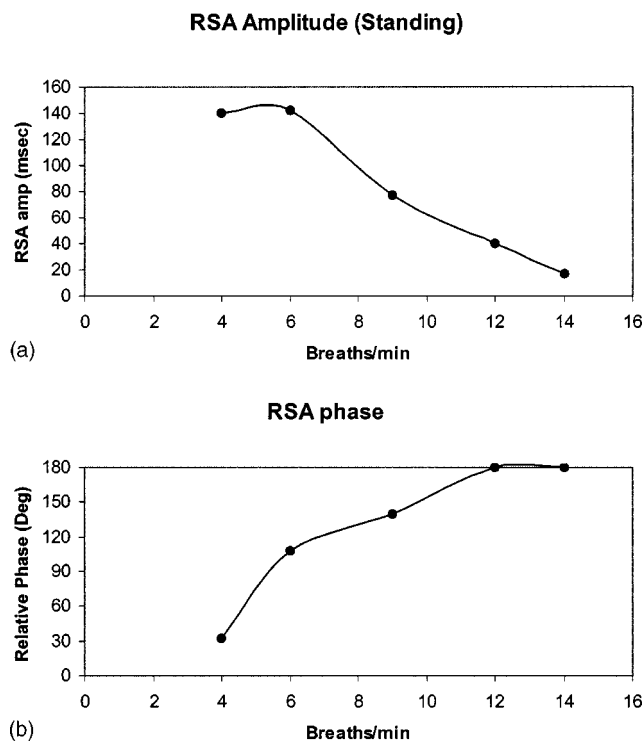 RSA Amplitude (Standing)
160
140
120
100
80
60
40
20
0
RSA amp (msec)
0 2 4 6 8 10 12 14 16
Breaths/min
(a)
RSA phase
180
150
120
90
60
30
0
Relative Phase (Deg)
0 2 4 6 8 10 12 14 16
Breaths/min
(b)